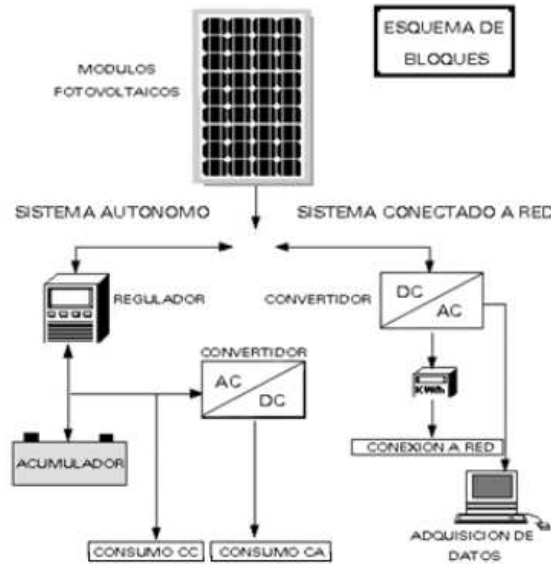 ESQUEMA DE
BLOQUES
MODULOS
FOTOVOLTAICOS
SISTEMA AUTONOMO
SISTEMA CONECTADO A RED
REGULADOR
CONVERTIDOR
DC
AC
CONVERTIDOR
AC
DC
KWh
ACUMULADOR
CONEXION A RED
CONSUMO CC
CONSUMO CA
ADQUISICION DE
DATOS